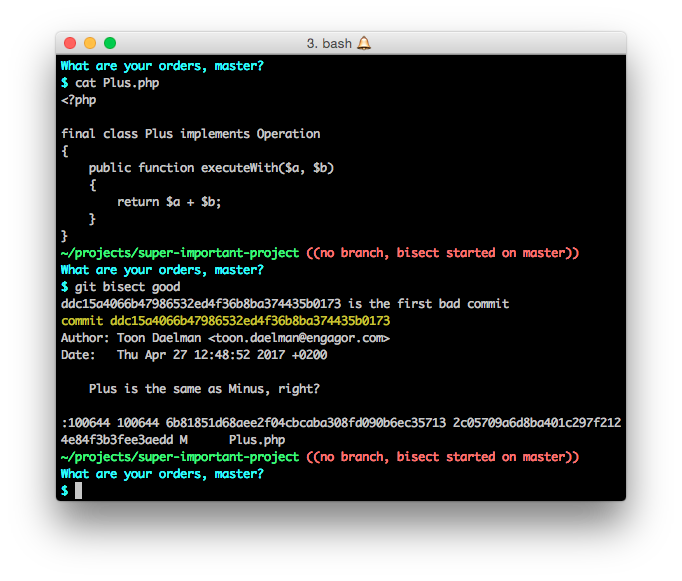 3. bash 🔔
What are your orders, master?
$ cat Plus.php
<?php
final class Plus implements Operation
{
    public function executeWith($a, $b)
    {
        return $a + $b;
    }
}
~/projects/super-important-project ((no branch, bisect started on master))
What are your orders, master?
$ git bisect good
ddc15a4066b47986532ed4f36b8ba374435b0173 is the first bad commit
commit ddc15a4066b47986532ed4f36b8ba374435b0173
Author: Toon Daelman <toon.daelman@engagor.com>
Date:   Thu Apr 27 12:48:52 2017 +0200
    Plus is the same as Minus, right?
:100644 100644 6b81851d68aee2f04cbcaba308fd090b6ec35713 2c05709a6d8ba401c297f212
4e84f3b3fee3aedd M      Plus.php
~/projects/super-important-project ((no branch, bisect started on master))
What are your orders, master?
$